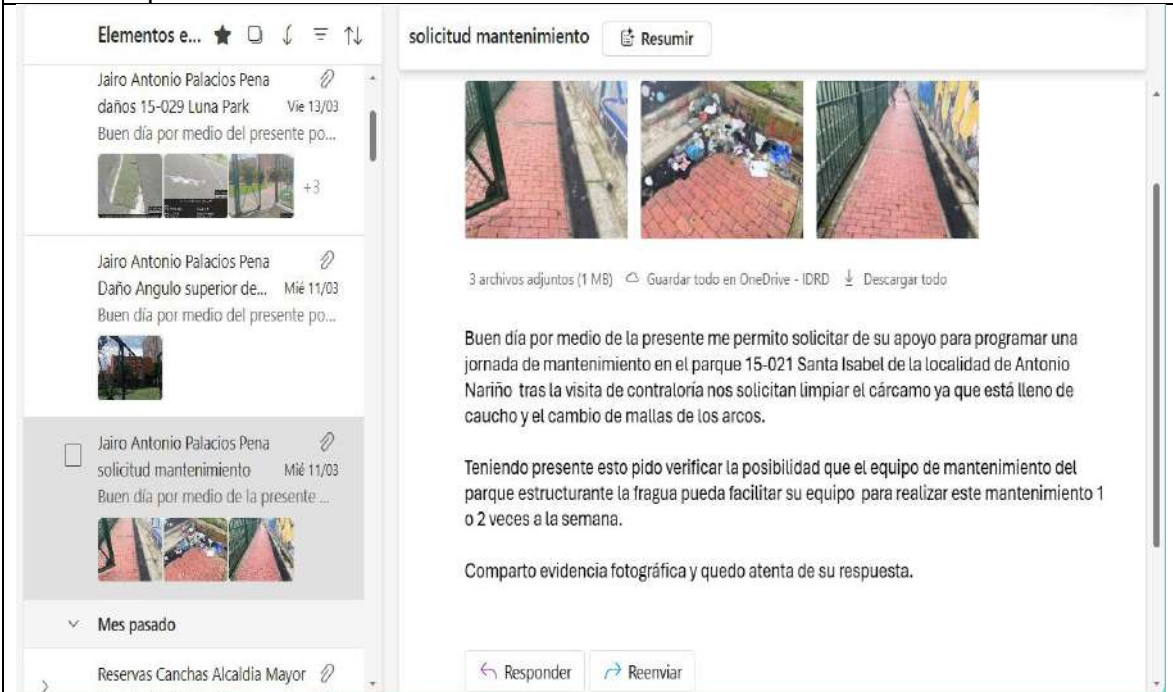 Elementos e...
Jairo Antonio Palacios Pena
daños 15-029 Luna Park Vie 13/03
Buen día por medio del presente po...
+3
Jairo Antonio Palacios Pena
Daño Angulo superior de... Mié 11/03
Buen día por medio del presente po...
Jairo Antonio Palacios Pena
solicitud mantenimiento Mié 11/03
Buen día por medio de la presente ...
Mes pasado
Reservas Canchas Alcaldia Mayor
solicitud mantenimiento Resumir
3 archivos adjuntos (1 MB) Guardar todo en OneDrive - IDRD Descargar todo
Buen día por medio de la presente me permito solicitar de su apoyo para programar una
jornada de mantenimiento en el parque 15-021 Santa Isabel de la localidad de Antonio
Nariño tras la visita de contraloría nos solicitan limpiar el cárcamo ya que está lleno de
caucho y el cambio de mallas de los arcos.
Teniendo presente esto pido verificar la posibilidad que el equipo de mantenimiento del
parque estructurante la fragua pueda facilitar su equipo para realizar este mantenimiento 1
o 2 veces a la semana.
Comparto evidencia fotográfica y quedo atenta de su respuesta.
Responder Reenviar